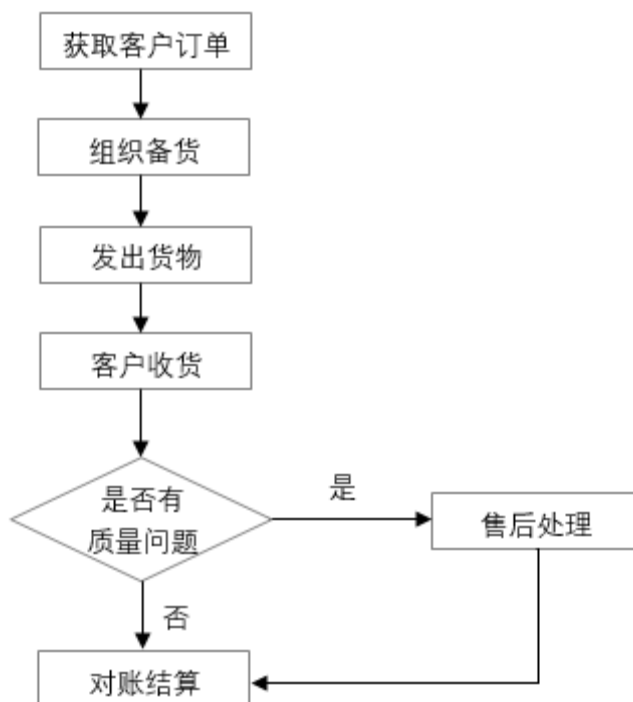 获取客户订单
组织备货
发出货物
客户收货
是否有
质量问题
是
售后处理
否
对账结算